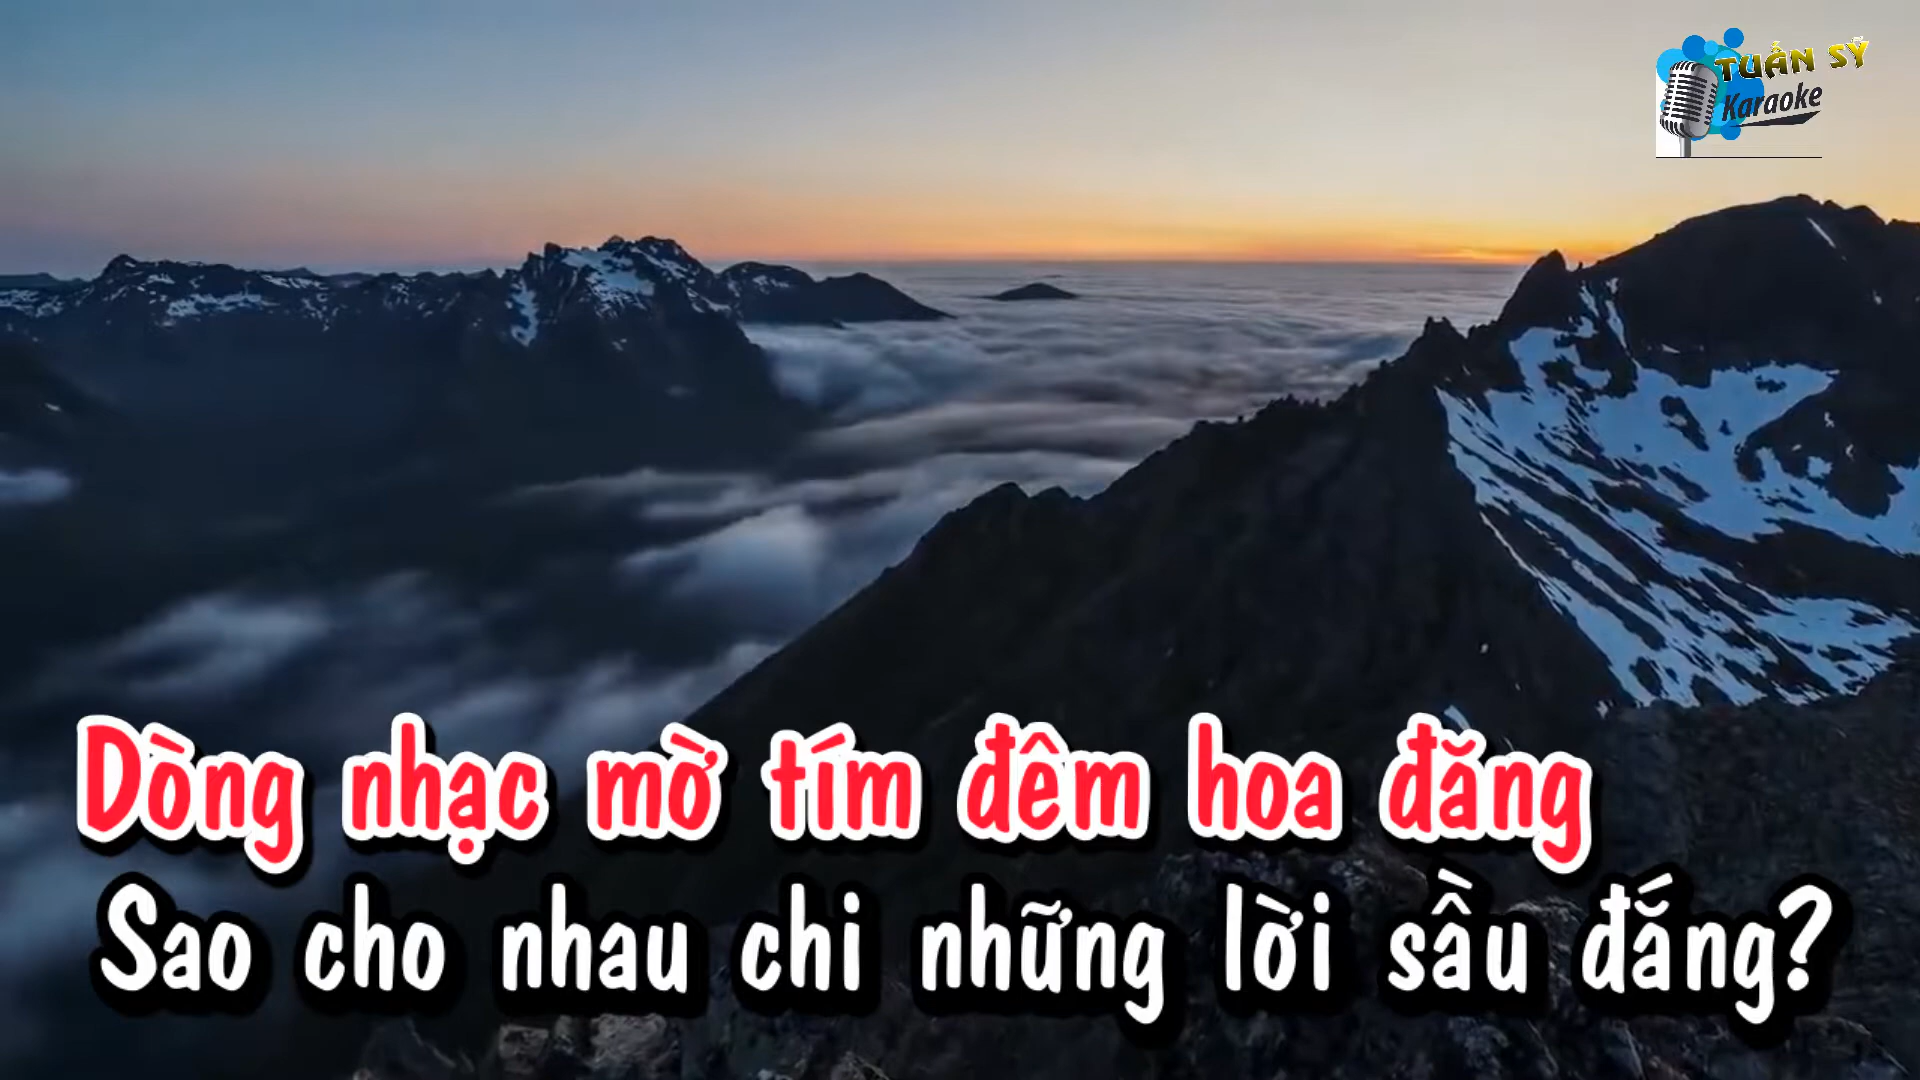 TUẤN SỸ
Karaoke
Dòng nhạc mờ tím đêm hoa đăng
Sao cho nhau chi những lời sầu đắng?